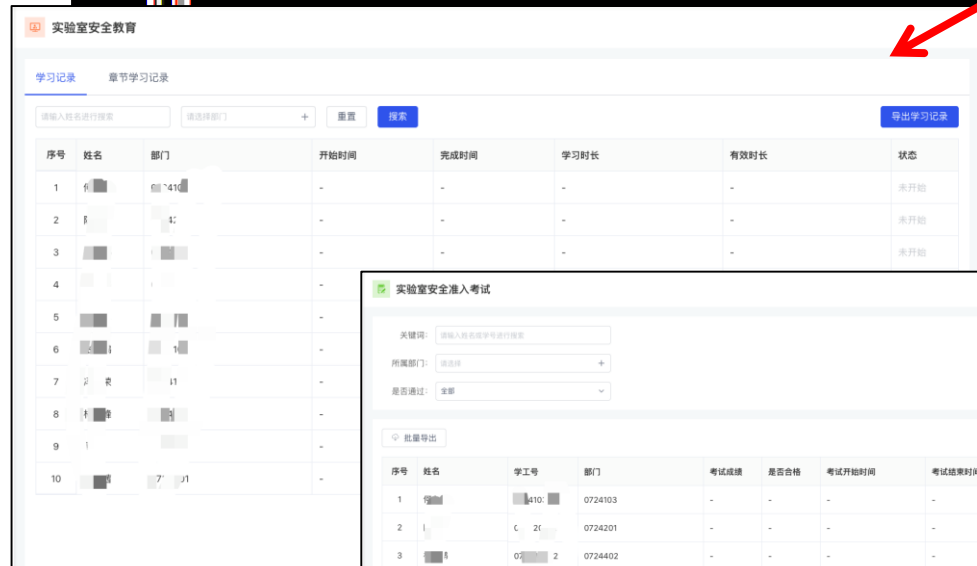 实验室安全教育
学习记录 章节学习记录
请输入姓名进行搜索 请选择部门 + 重置 搜索 导出学习记录
序号 姓名 部门 开始时间 完成时间 学习时长 有效时长 状态
1 - - - - 未开始
2 - - - - 未开始
3 - - - - 未开始
4 -
5 -
6 -
7 -
8 -
9 -
10 -
实验室安全准入考试
关键词: 请输入姓名或学号进行搜索
所属部门: 请选择 +
是否通过: 全部
批量导出
序号 姓名 学工号 部门 考试成绩 是否合格 考试开始时间 考试结束时间
1 0724103 - - - -
2 0724201 - - - -
3 0724402 - - - -